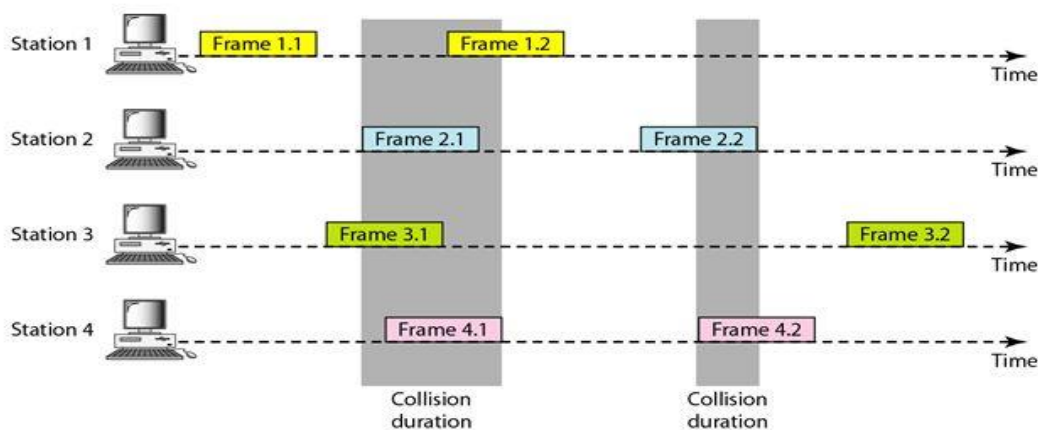 Station 1
Frame 1.1
Frame 1.2
Time
Station 2
Frame 2.1
Frame 2.2
Time
Station 3
Frame 3.1
Frame 3.2
Time
Station 4
Frame 4.1
Frame 4.2
Time
Collision
duration
Collision
duration